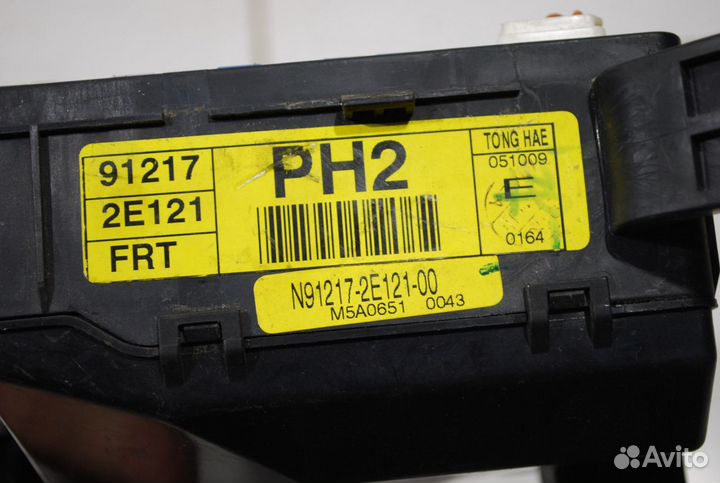 91217
2E121
FRT
PH2
TONG HAE
051009
E
0164
N91217-2E121-00
M5A0651 0043
Avito